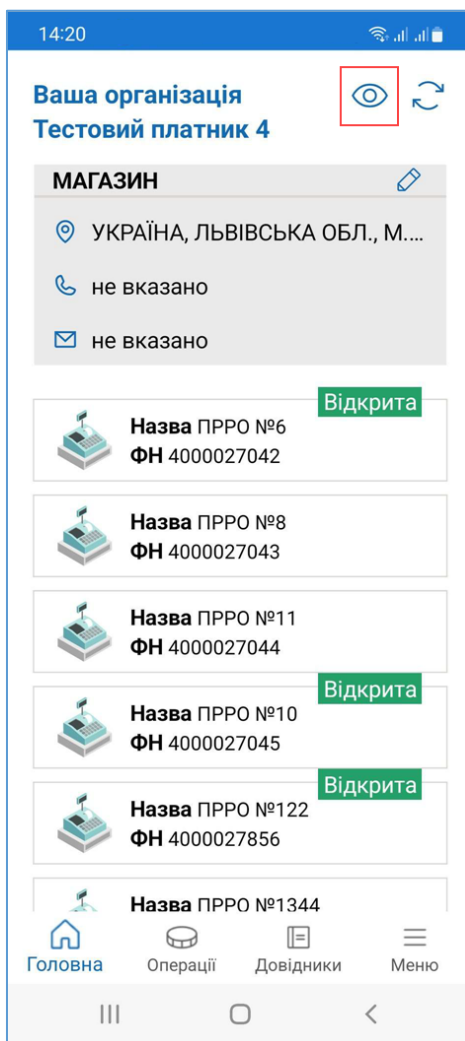 14:20
Ваша організація
Тестовий платник 4
МАГАЗИН
УКРАЇНА, ЛЬВІВСЬКА ОБЛ., М....
не вказано
не вказано
Відкрита
Назва ПРРО №6
ФН 4000027042
Назва ПРРО №8
ФН 4000027043
Назва ПРРО №11
ФН 4000027044
Відкрита
Назва ПРРО №10
ФН 4000027045
Відкрита
Назва ПРРО №122
ФН 4000027856
Назва ПРРО №1344
Головна Операції Довідники Меню